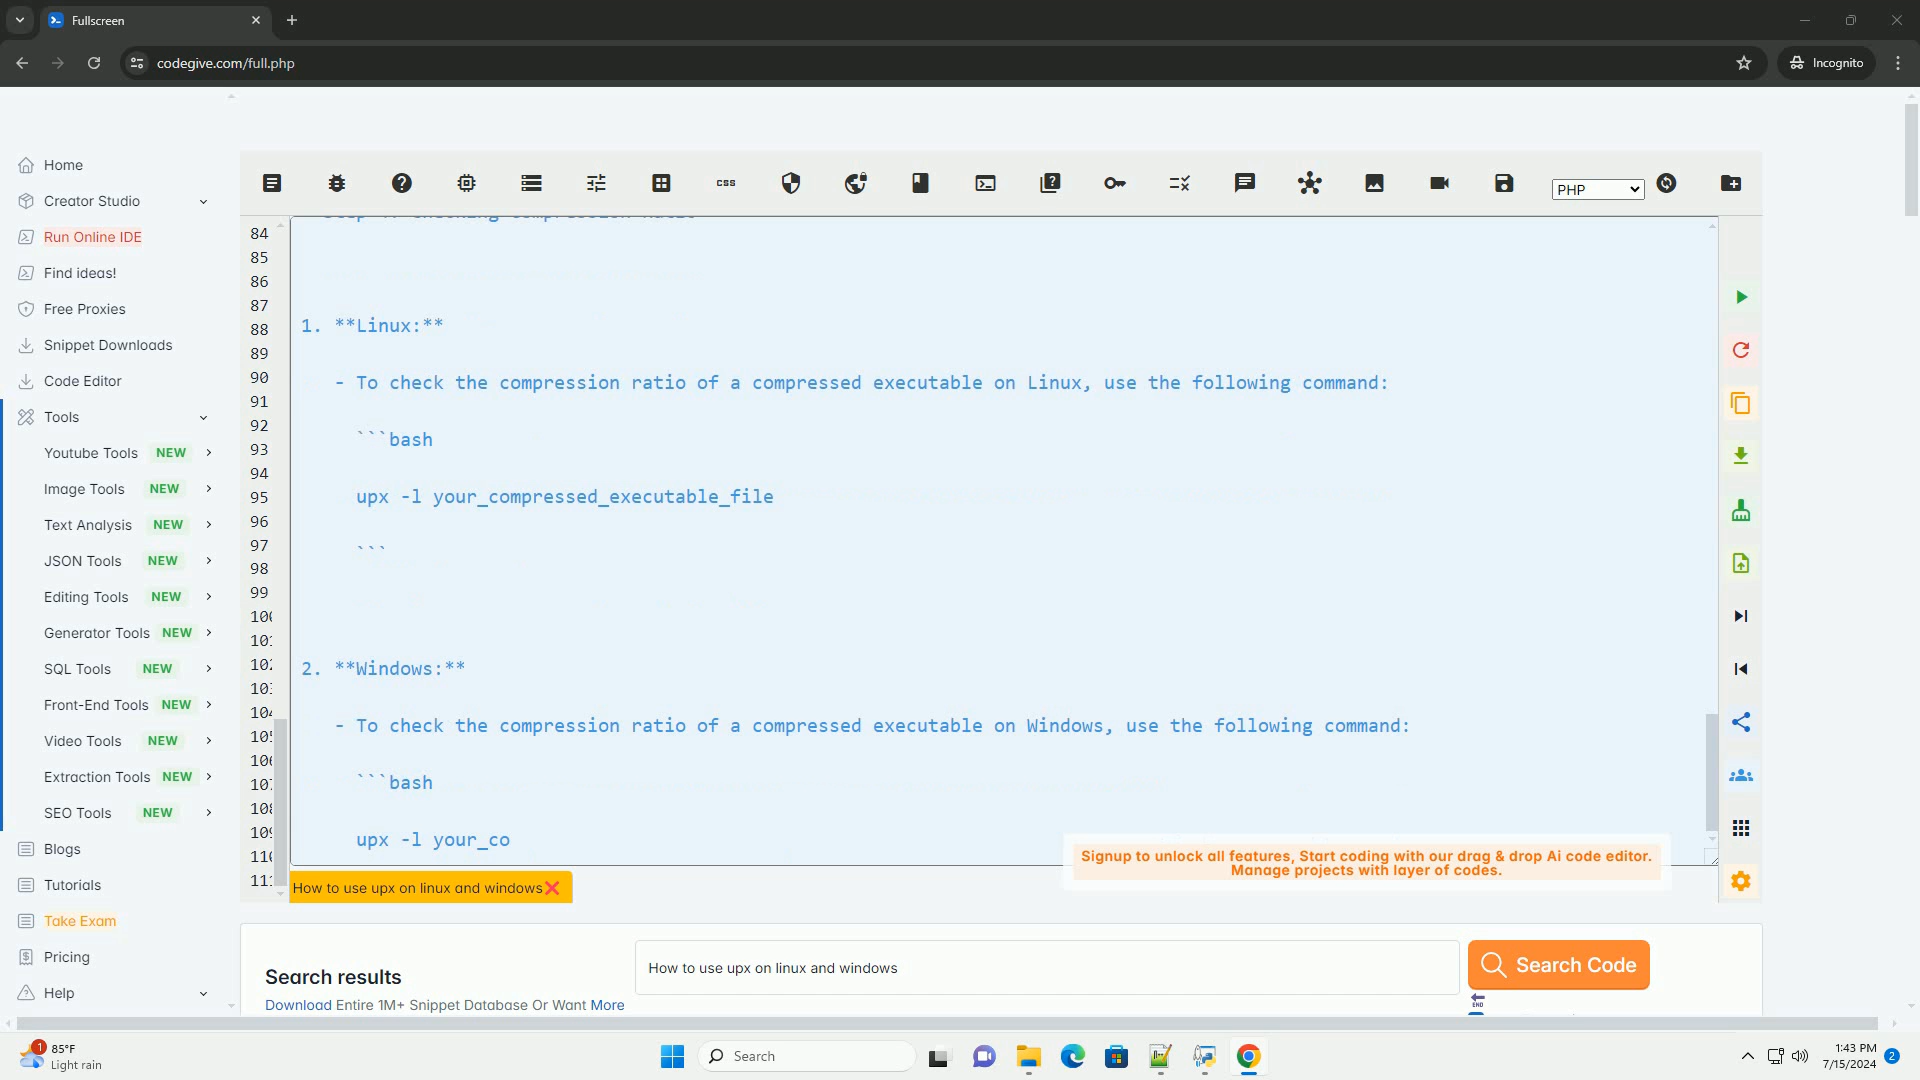 Fullscreen
codegive.com/full.php
Incognito
Home
Creator Studio
Run Online IDE
Find ideas!
Free Proxies
Snippet Downloads
Code Editor
Tools
Youtube Tools NEW
Image Tools NEW
Text Analysis NEW
JSON Tools NEW
Editing Tools NEW
Generator Tools NEW
SQL Tools NEW
Front-End Tools NEW
Video Tools NEW
Extraction Tools NEW
SEO Tools NEW
Blogs
Tutorials
Take Exam
Pricing
Help
css
PHP
84
85
86
87
88
89
90
91
92
93
94
95
96
97
98
99
1. **Linux:**
- To check the compression ratio of a compressed executable on Linux, use the following command:
```bash
upx -l your_compressed_executable_file
```
2. **Windows:**
- To check the compression ratio of a compressed executable on Windows, use the following command:
```bash
upx -l your_co
Signup to unlock all features, Start coding with our drag & drop Ai code editor.
Manage projects with layer of codes.
How to use upx on linux and windows
Search results
Download Entire 1M+ Snippet Database Or Want More
How to use upx on linux and windows
Search Code
END
1
85°F
Light rain
Search
1:43 PM
7/15/2024
2